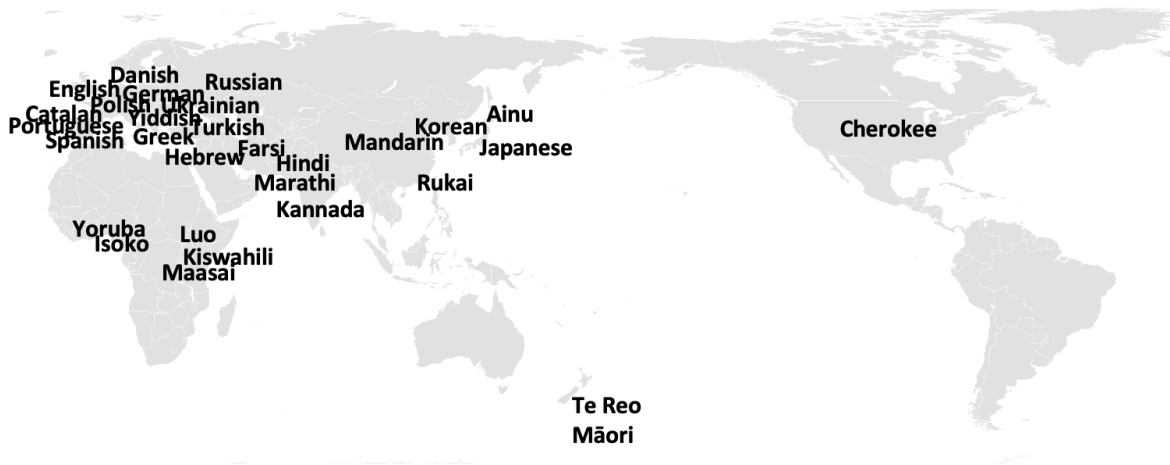 Danish
Russian
English
German
Polish
Ukrainian
Catalan
Yiddish
Portuguese
Turkish
Spanish
Greek
Hebrew
Farsi
Hindi
Marathi
Kannada
Mandarin
Korean
Ainu
Japanese
Rukai
Cherokee
Yoruba
Isoko
Luo
Kiswahili
Maasai
Te Reo
Māori